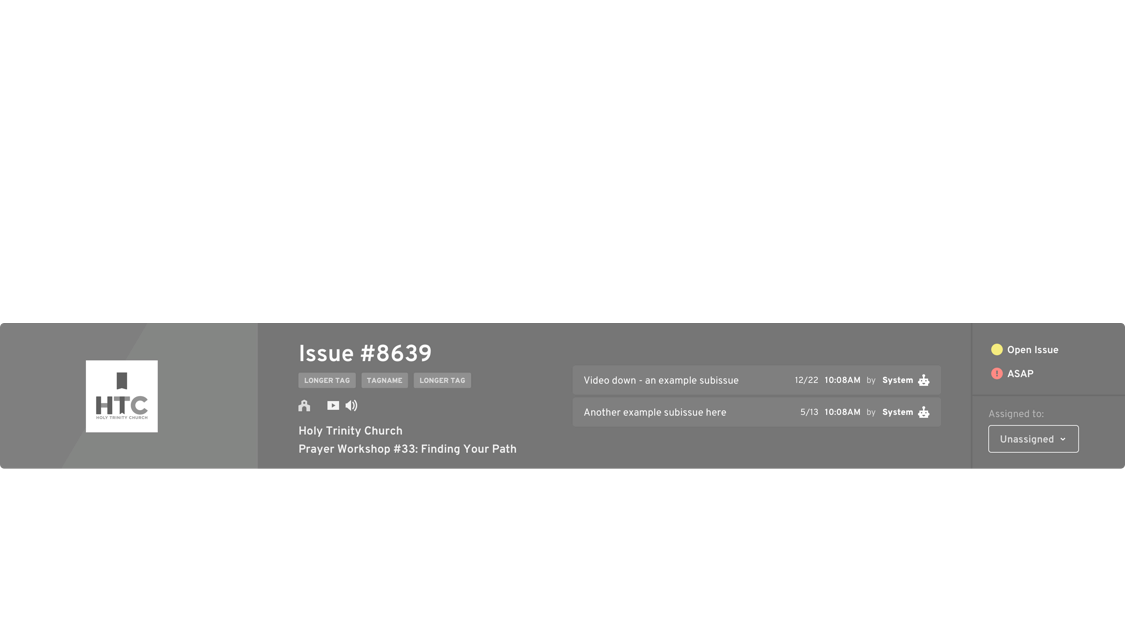 HTC
HOLY TRINITY CHURCH
Issue #8639
LONGER TAG TAGNAME LONGER TAG
Holy Trinity Church
Prayer Workshop #33: Finding Your Path
Video down - an example subissue 12/22 10:08AM by System
Another example subissue here 5/13 10:08AM by System
Open Issue
! ASAP
Assigned to:
Unassigned